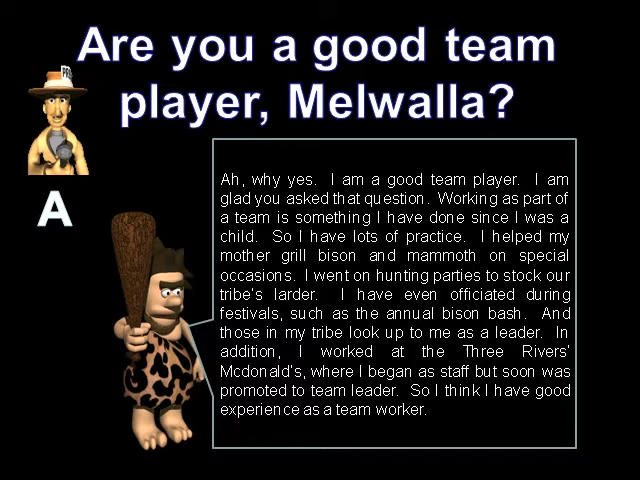 Are you a good team
player, Melwalla?
PRE
A
Ah, why yes. I am a good team player. I am
glad you asked that question. Working as part of
a team is something I have done since I was a
child. So I have lots of practice. I helped my
mother grill bison and mammoth on special
occasions. I went on hunting parties to stock our
tribe's larder. I have even officiated during
festivals, such as the annual bison bash. And
those in my tribe look up to me as a leader. In
addition, I worked at the Three Rivers'
Mcdonald's, where I began as staff but soon was
promoted to team leader. So I think I have good
experience as a team worker.